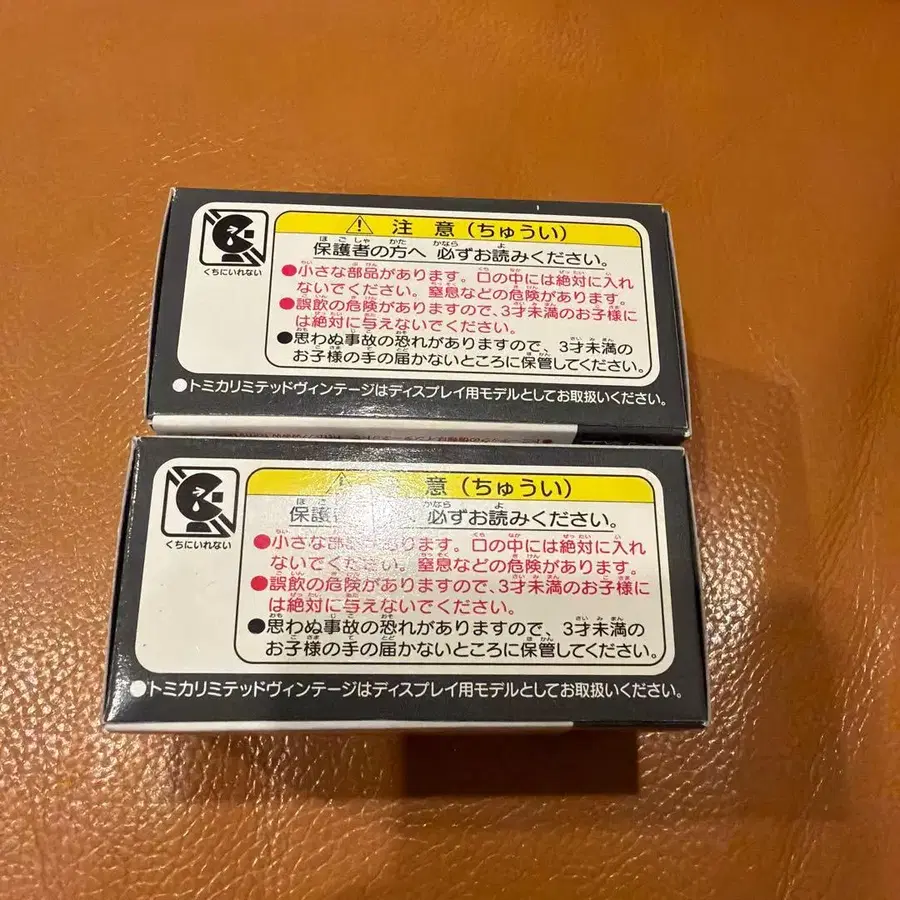 くちにいれない
⚠ 注 意（ちゅうい）
保護者の方へ 必ずお読みください。
●小さな部品があります。口の中には絶対に入れ
ないでください。窒息などの危険があります。
●誤飲の危険がありますので、3才未満のお子様に
は絶対に与えないでください。
●思わぬ事故の恐れがありますので、3才未満の
お子様の手の届かないところに保管してください。
●トミカリミテッドヴィンテージはディスプレイ用モデルとしてお取扱いください。
くちにいれない
⚠ 意（ちゅうい）
保護 必ずお読みください。
●小さな部 あります。口の中には絶対に入れ
ないでください。窒息などの危険があります。
●誤飲の危険がありますので、3才未満のお子様に
は絶対に与えないでください。
●思わぬ事故の恐れがありますので、3才未満の
お子様の手の届かないところに保管してください。
●トミカリミテッドヴィンテージはディスプレイ用モデルとしてお取扱いください。